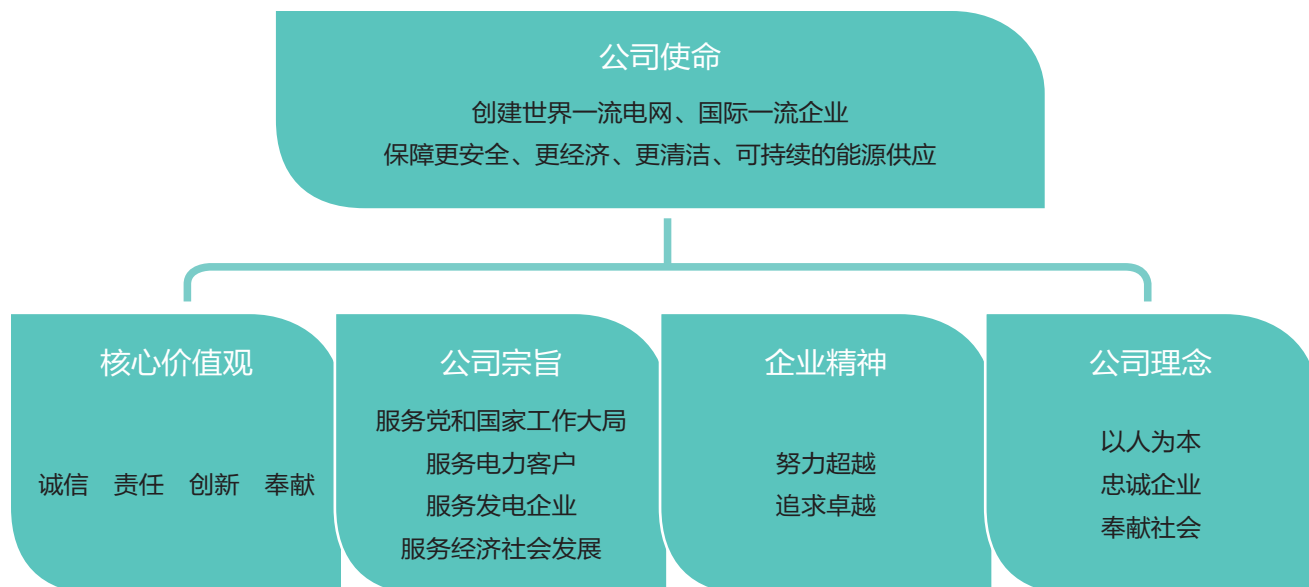 公司使命
创建世界一流电网、国际一流企业
保障更安全、更经济、更清洁、可持续的能源供应
核心价值观
诚信 责任 创新 奉献
公司宗旨
服务党和国家工作大局
服务电力客户
服务发电企业
服务经济社会发展
企业精神
努力超越
追求卓越
公司理念
以人为本
忠诚企业
奉献社会